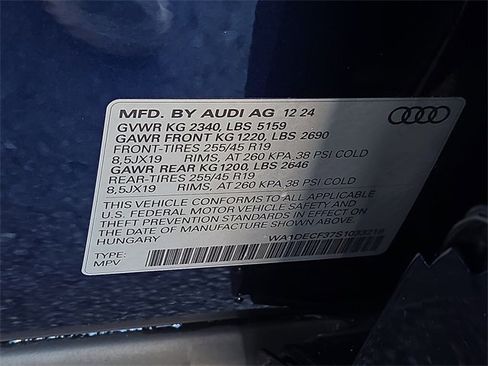 MFD. BY AUDI AG 12 24
GVWR KG 2340, LBS 5159
GAWR FRONT KG 1220, LBS 2690
FRONT-TIRES 255/45 R19
8,5JX19 RIMS, AT 260 KPA,38 PSI COLD
GAWR REAR KG1200, LBS 2646
REAR-TIRES 255/45 R19
8,5JX19 RIMS, AT 260 KPA,38 PSI COLD
THIS VEHICLE CONFORMS TO ALL APPLICABLE
U.S. FEDERAL MOTOR VEHICLE SAFETY AND
THEFT PREVENTION STANDARDS IN EFFECT ON
THE DATE OF MANUFACTURE SHOWN ABOVE
HUNGARY
TYPE:
MPV